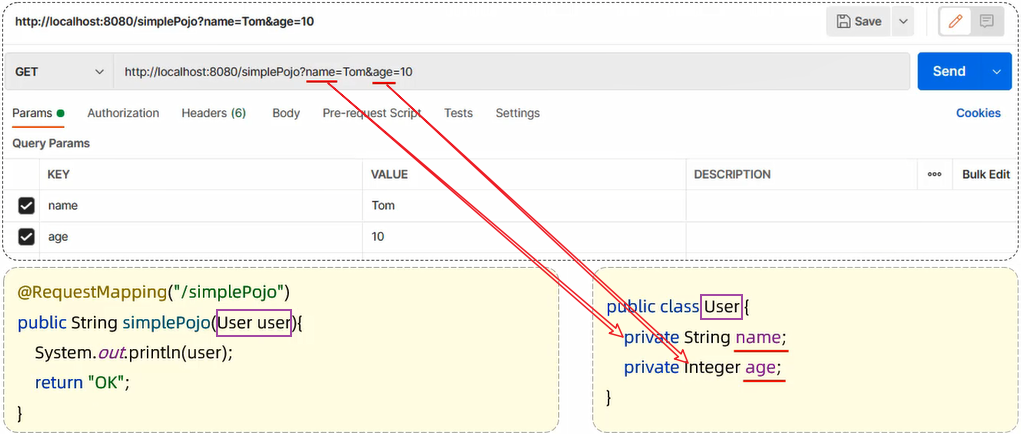 http://localhost:8080/simplePojo?name=Tom&age=10
Save
GET
http://localhost:8080/simplePojo?name=Tom&age=10
Send
Params Authorization Headers (6) Body Pre-request Script Tests Settings Cookies
Query Params
KEY VALUE DESCRIPTION ooo Bulk Edit
name Tom
age 10
@RequestMapping("/simplePojo")
public String simplePojo(User user){
System.out.println(user);
return "OK";
}
public class User {
private String name;
private Integer age;
}